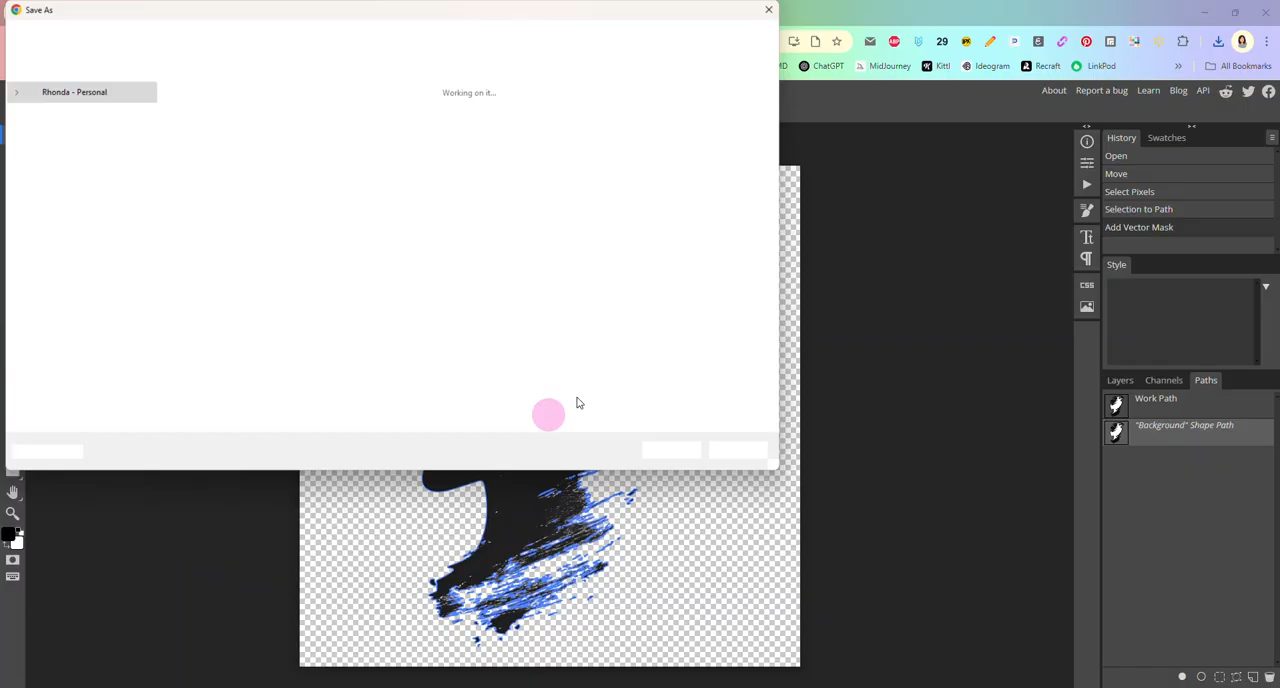 Save As
Rhonda - Personal
Working on it...
ABP
29
MD
ChatGPT
MidJourney
Kittl
Ideogram
Recraft
LinkPod
»
All Bookmarks
About
Report a bug
Learn
Blog
API
History
Swatches
Open
Move
Select Pixels
Selection to Path
Add Vector Mask
Style
CSS
Layers
Channels
Paths
Work Path
"Background" Shape Path